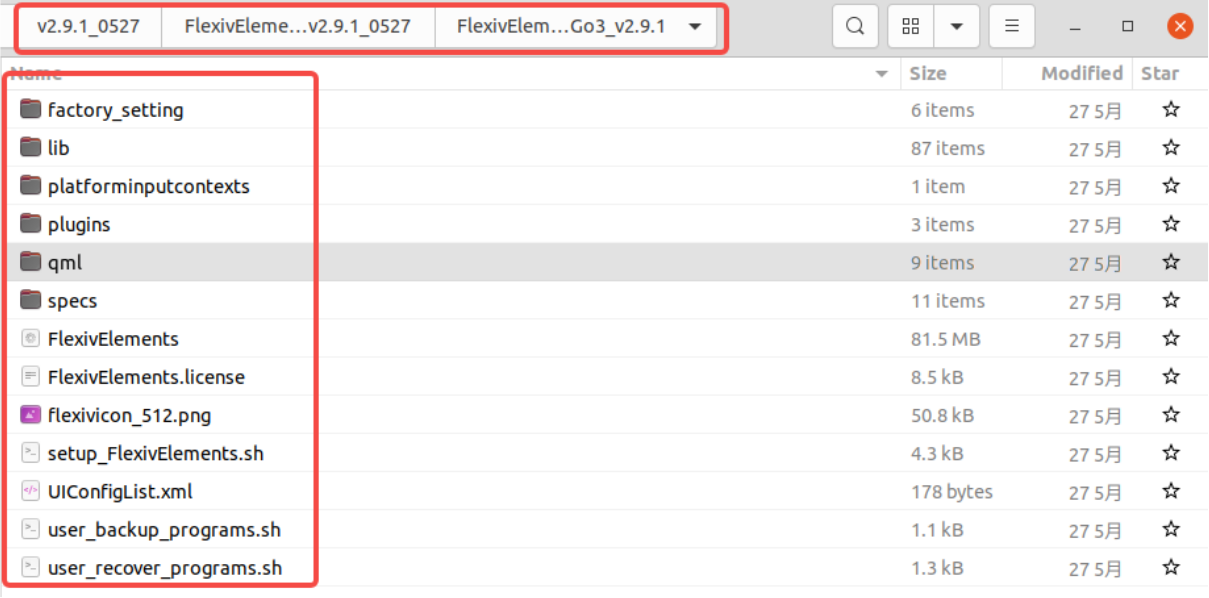 v2.9.1_0527 FlexivEleme...v2.9.1_0527 FlexivElem...Go3_v2.9.1
Name Size Modified Star
factory_setting 6 items 27 5月
lib 87 items 27 5月
platforminputcontexts 1 item 27 5月
plugins 3 items 27 5月
qml 9 items 27 5月
specs 11 items 27 5月
FlexivElements 81.5 MB 27 5月
FlexivElements.license 8.5 kB 27 5月
flexivicon_512.png 50.8 kB 27 5月
setup_FlexivElements.sh 4.3 kB 27 5月
UIConfigList.xml 178 bytes 27 5月
user_backup_programs.sh 1.1 kB 27 5月
user_recover_programs.sh 1.3 kB 27 5月